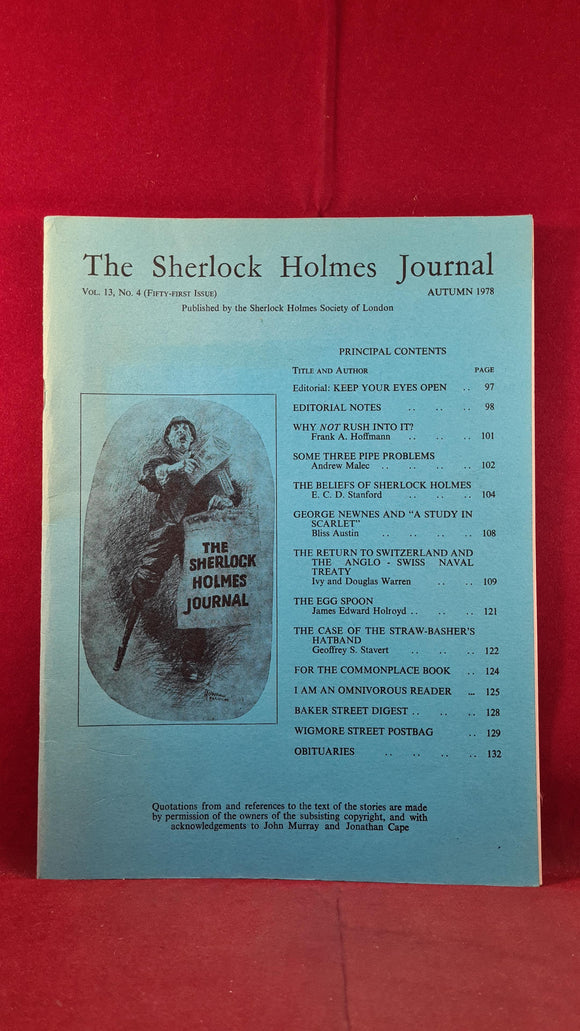 The Sherlock Holmes Journal
VOL. 13, NO. 4 (FIFTY-FIRST ISSUE) AUTUMN 1978
Published by the Sherlock Holmes Society of London
PRINCIPAL CONTENTS
TITLE AND AUTHOR PAGE
Editorial: KEEP YOUR EYES OPEN .. 97
EDITORIAL NOTES .. .. .. 98
WHY NOT RUSH INTO IT?
Frank A. Hoffmann .. .. .. 101
SOME THREE PIPE PROBLEMS
Andrew Malec .. .. .. .. 102
THE BELIEFS OF SHERLOCK HOLMES
E. C. D. Stanford .. .. .. 104
GEORGE NEWNES AND "A STUDY IN
SCARLET"
Bliss Austin .. .. .. 108
THE RETURN TO SWITZERLAND AND
THE ANGLO - SWISS NAVAL
TREATY
Ivy and Douglas Warren .. .. 109
THE EGG SPOON
James Edward Holroyd .. .. .. 121
THE CASE OF THE STRAW-BASHER'S
HATBAND
Geoffrey S. Stavert .. .. .. 122
FOR THE COMMONPLACE BOOK .. 124
I AM AN OMNIVOROUS READER ... 125
BAKER STREET DIGEST .. .. .. 128
WIGMORE STREET POSTBAG .. 129
OBITUARIES .. .. .. .. 132
THE
SHERLOCK
HOLMES
JOURNAL
Quotations from and references to the text of the stories are made
by permission of the owners of the subsisting copyright, and with
acknowledgements to John Murray and Jonathan Cape